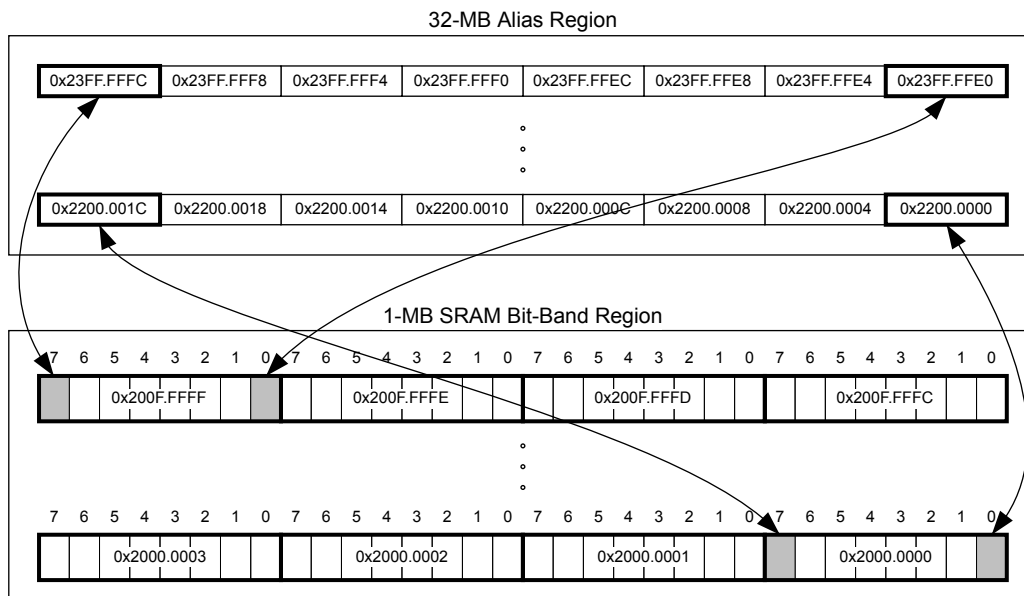 32-MB Alias Region
0x23FF.FFFC 0x23FF.FFF8 0x23FF.FFF4 0x23FF.FFF0 0x23FF.FFEC 0x23FF.FFE8 0x23FF.FFE4 0x23FF.FFE0
0x2200.001C 0x2200.0018 0x2200.0014 0x2200.0010 0x2200.000C 0x2200.0008 0x2200.0004 0x2200.0000
1-MB SRAM Bit-Band Region
7 6 5 4 3 2 1 0 7 6 5 4 3 2 1 0 7 6 5 4 3 2 1 0 7 6 5 4 3 2 1 0
0x200F.FFFF 0x200F.FFFE 0x200F.FFFD 0x200F.FFFC
7 6 5 4 3 2 1 0 7 6 5 4 3 2 1 0 7 6 5 4 3 2 1 0 7 6 5 4 3 2 1 0
0x2000.0003 0x2000.0002 0x2000.0001 0x2000.0000